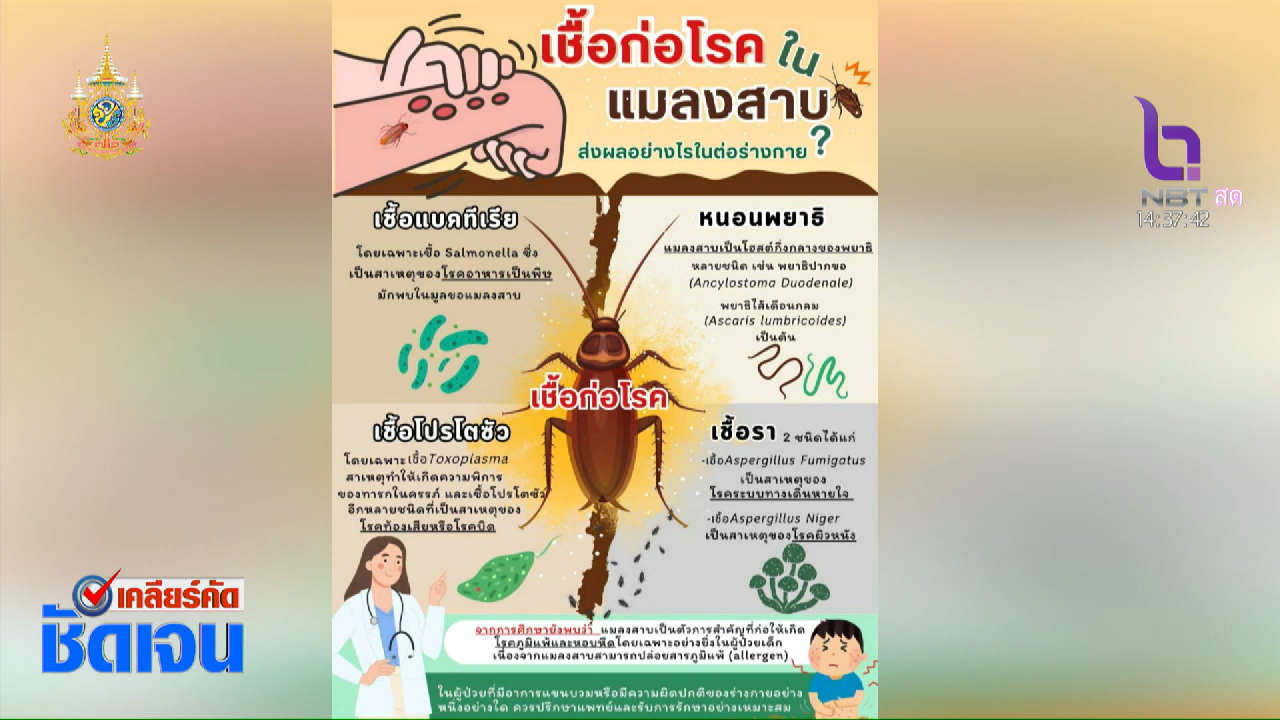 เชื้อก่อโรค ใน
แมลงสาบ
ส่งผลอย่างไรในต่อร่างกาย ?
NBT สด
14:37:42
เชื้อแบคทีเรีย
โดยเฉพาะเชื้อ Salmonella ซึ่ง
เป็นสาเหตุของโรคอาหารเป็นพิษ
มักพบในมูลของแมลงสาบ
หนอนพยาธิ
แมลงสาบเป็นโฮสต์กึ่งกลางของพยาธิ
หลายชนิด เช่น พยาธิปากขอ
(Ancylostoma Duodenale)
พยาธิไส้เดือนกลม
(Ascaris lumbricoides)
เป็นต้น
เชื้อก่อโรค
เชื้อโปรโตซัว
โดยเฉพาะเชื้อToxoplasma
สาเหตุทำให้เกิดความพิการ
ของทารกในครรภ์ และเชื้อโปรโตซัว
อีกหลายชนิดที่เป็นสาเหตุของ
โรคท้องเสียหรือโรคบิด
เชื้อรา 2 ชนิดได้แก่
-เชื้อAspergillus Fumigatus
เป็นสาเหตุของ
โรคระบบทางเดินหายใจ
-เชื้อAspergillus Niger
เป็นสาเหตุของโรคผิวหนัง
เคลียร์คัด
ชัดเจน
จากการศึกษายังพบว่า แมลงสาบเป็นตัวการสำคัญที่ก่อให้เกิด
โรคภูมิแพ้และหอบหืดโดยเฉพาะอย่างยิ่งในผู้ป่วยเด็ก
เนื่องจากแมลงสาบสามารถปล่อยสารภูมิแพ้ (allergen)
ในผู้ป่วยที่มีอาการแขนบวมหรือมีความผิดปกติของร่างกายอย่าง
หนึ่งอย่างใด ควรปรึกษาแพทย์และรับการรักษาอย่างเหมาะสม